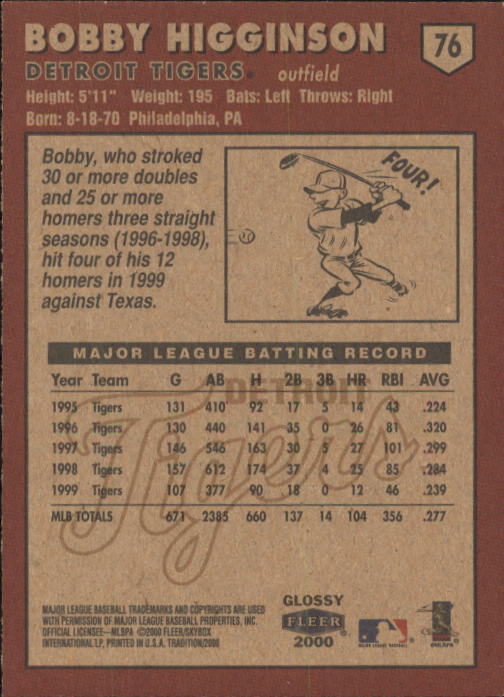 BOBBY HIGGINSON
76
DETROIT TIGERS® outfield
Height: 5'11" Weight: 195 Bats: Left Throws: Right
Born: 8-18-70 Philadelphia, PA
Bobby, who stroked
30 or more doubles
and 25 or more
homers three straight
seasons (1996-1998),
hit four of his 12
homers in 1999
against Texas.
FOUR!
MAJOR LEAGUE BATTING RECORD
Year Team G AB H 2B 3B HR RBI AVG
1995 Tigers 131 410 92 17 5 14 43 .224
1996 Tigers 130 440 141 35 0 26 81 .320
1997 Tigers 146 546 163 30 5 27 101 .299
1998 Tigers 157 612 174 37 4 25 85 .284
1999 Tigers 107 377 90 18 0 12 46 .239
MLB TOTALS 671 2385 660 137 14 104 356 .277
DETROIT
Tigers
MAJOR LEAGUE BASEBALL TRADEMARKS AND COPYRIGHTS ARE USED
WITH PERMISSION OF MAJOR LEAGUE BASEBALL PROPERTIES, INC.
OFFICIAL LICENSEE—MLBPA ©2000 FLEER/SKYBOX
INTERNATIONAL LP, PRINTED IN U.S.A. TRADITION/2000
GLOSSY
FLEER
2000
MAJOR LEAGUE BASEBALL